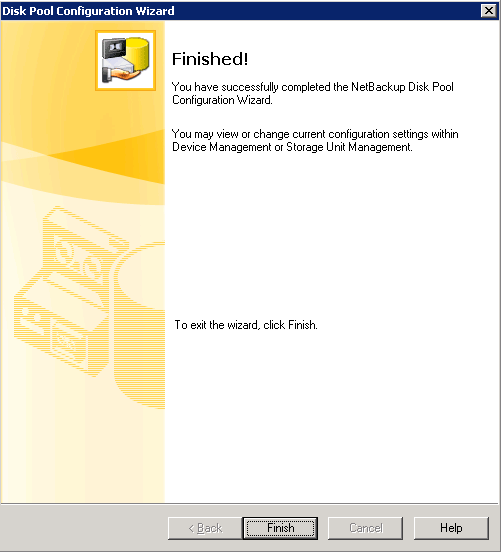 Disk Pool Configuration Wizard
Finished!
You have successfully completed the NetBackup Disk Pool
Configuration Wizard.
You may view or change current configuration settings within
Device Management or Storage Unit Management.
To exit the wizard, click Finish.
< Back
Finish
Cancel
Help